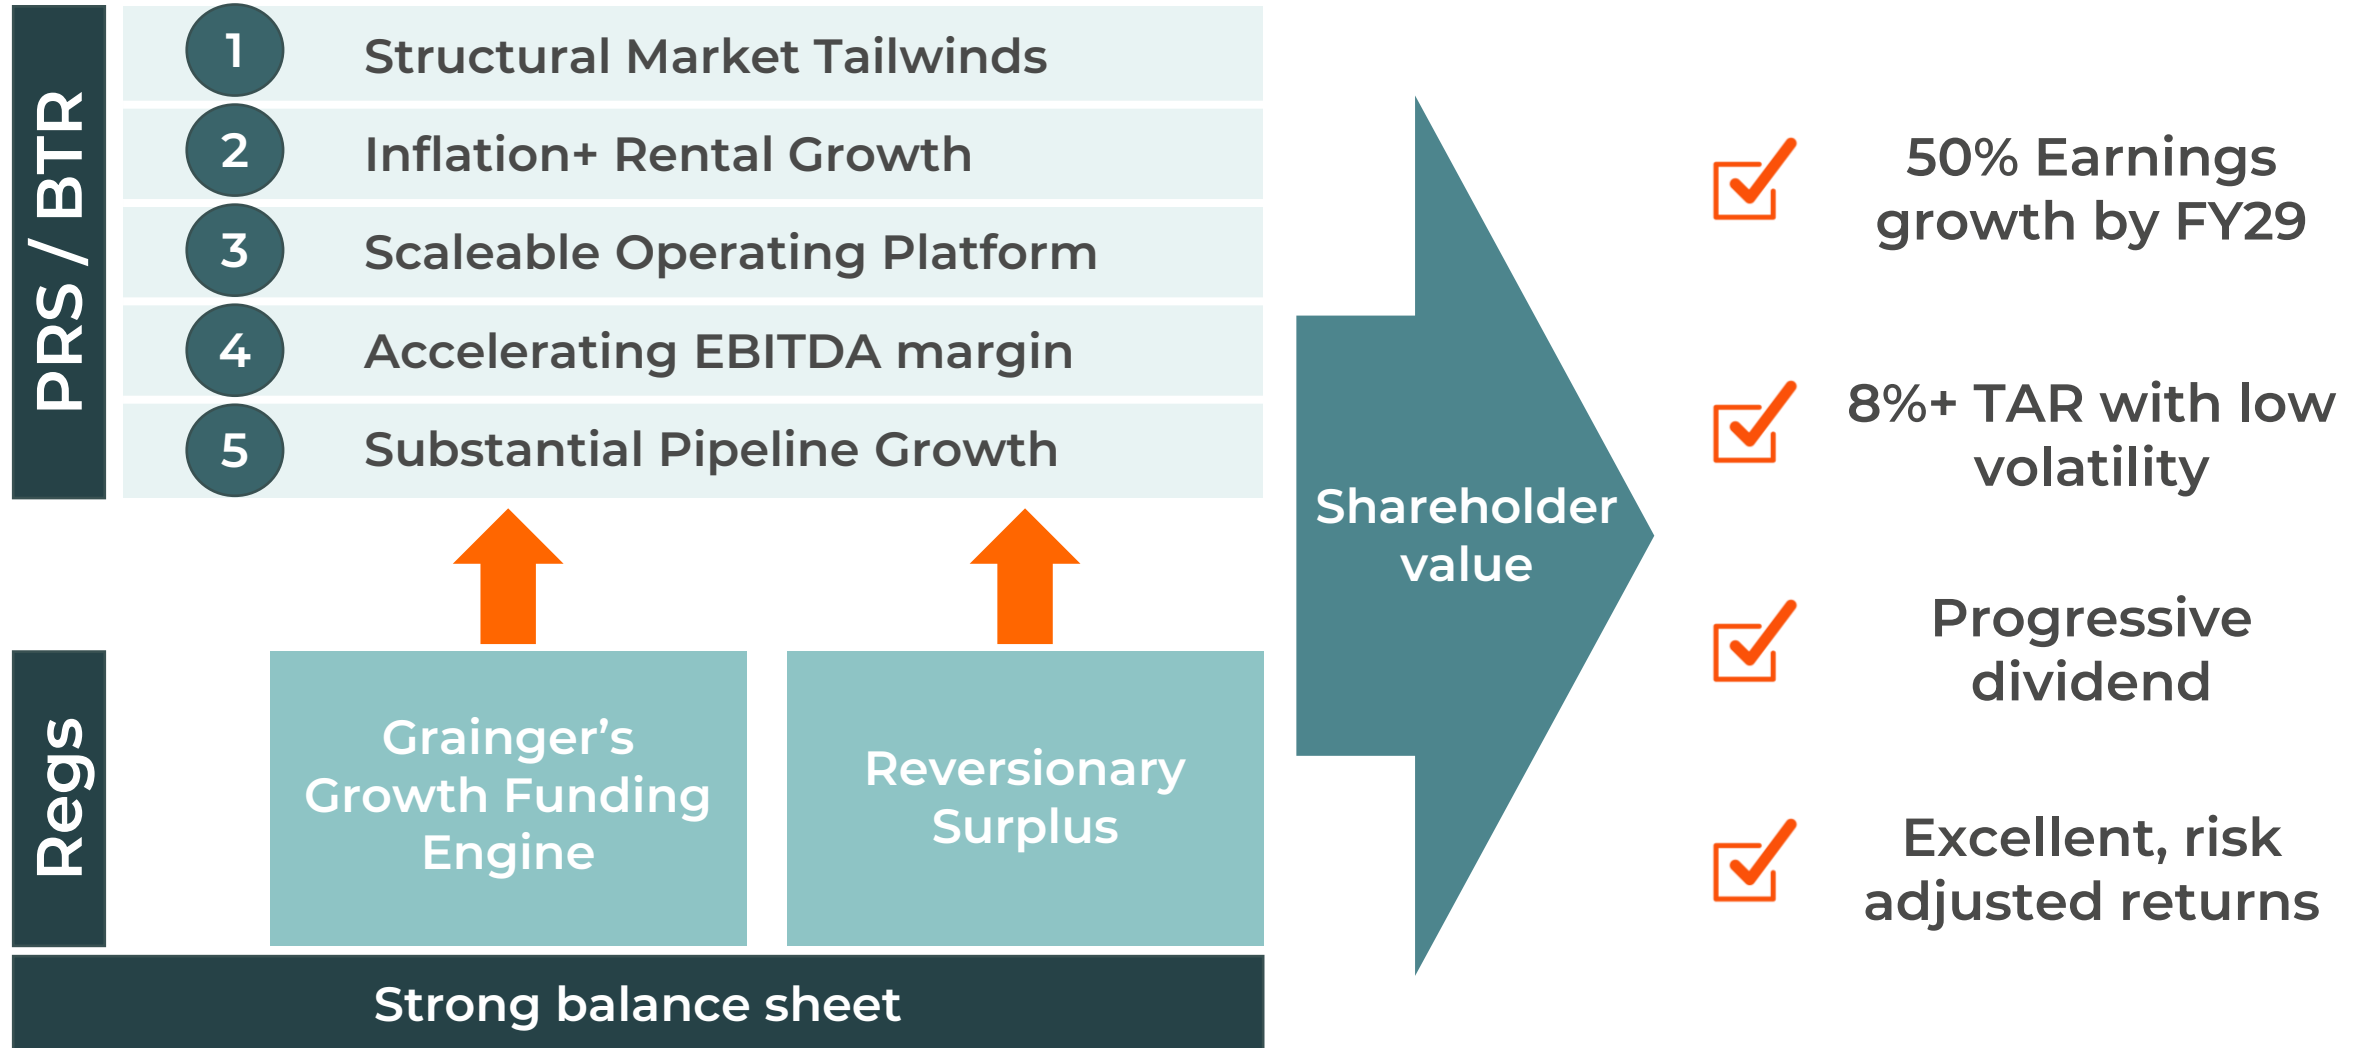 PRS / BTR
1
Structural Market Tailwinds
2
Inflation+ Rental Growth
3
Scaleable Operating Platform
4
Accelerating EBITDA margin
5
Substantial Pipeline Growth
Regs
Grainger’s
Growth Funding
Engine
Reversionary
Surplus
Strong balance sheet
Shareholder
value
50% Earnings
growth by FY29
8%+ TAR with low
volatility
Progressive
dividend
Excellent, risk
adjusted returns